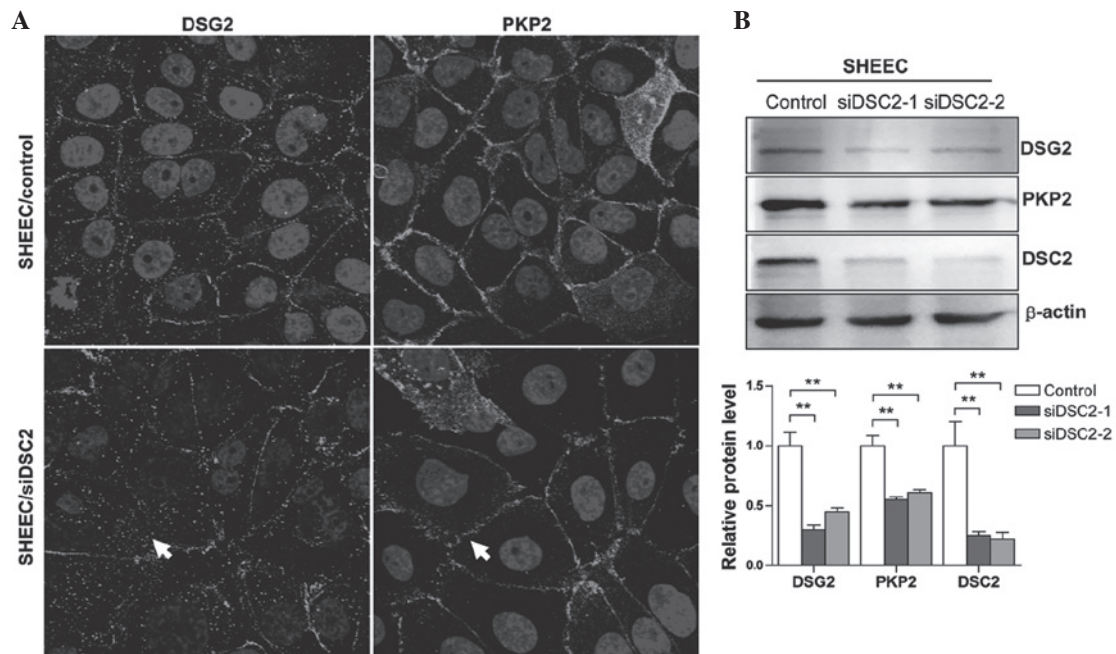 A
DSG2
PKP2
SHEEC/control
SHEEC/siDSC2
B
SHEEC
Control siDSC2-1 siDSC2-2
DSG2
PKP2
DSC2
β-actin
Relative protein level
1.5
1.0
0.5
0.0
** ** ** ** ** **
Control
siDSC2-1
siDSC2-2
DSG2 PKP2 DSC2